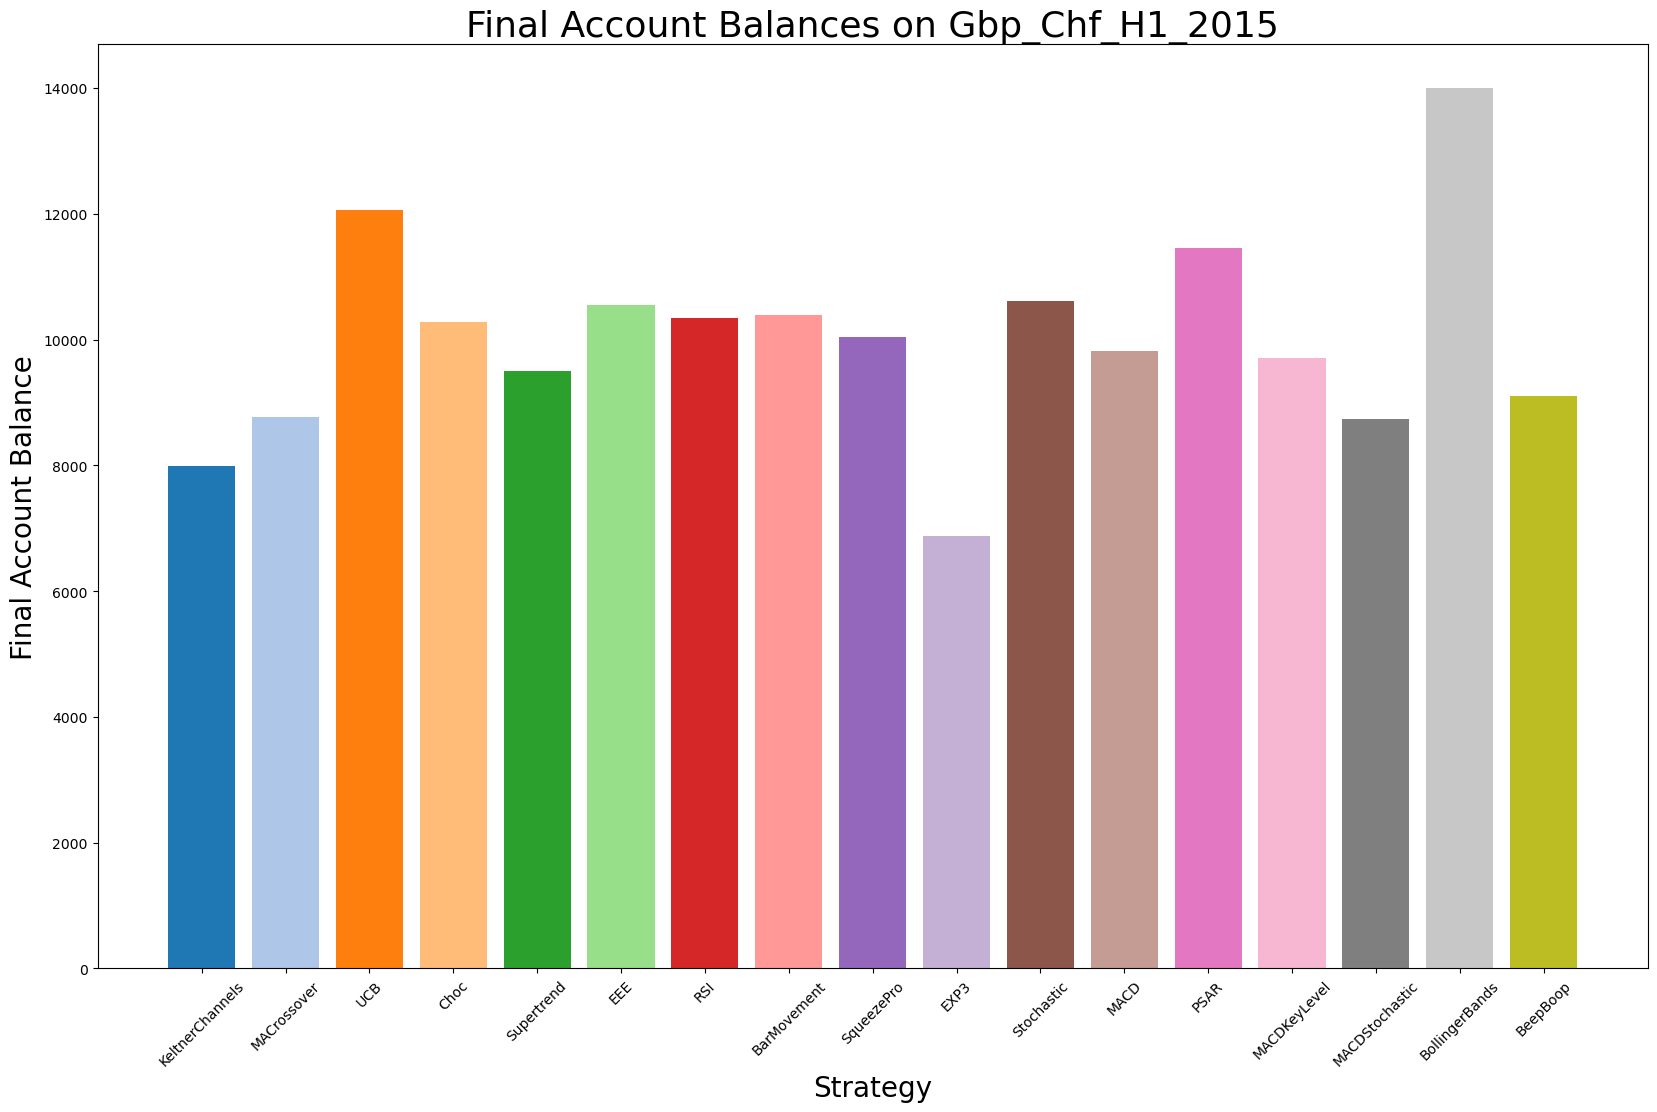 Final Account Balances on Gbp_Chf_H1_2015
Final Account Balance
14000
12000
10000
8000
6000
4000
2000
0
KeltnerChannels
MACrossover
UCB
Choc
Supertrend
EEE
RSI
BarMovement
SqueezePro
EXP3
Stochastic
MACD
PSAR
MACDKeyLevel
MACDStochastic
BollingerBands
BeepBoop
Strategy